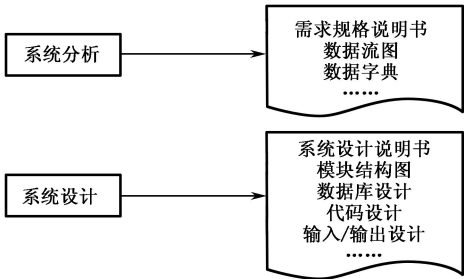 系统分析
需求规格说明书
数据流图
数据字典
……
系统设计
系统设计说明书
模块结构图
数据库设计
代码设计
输入/输出设计
……